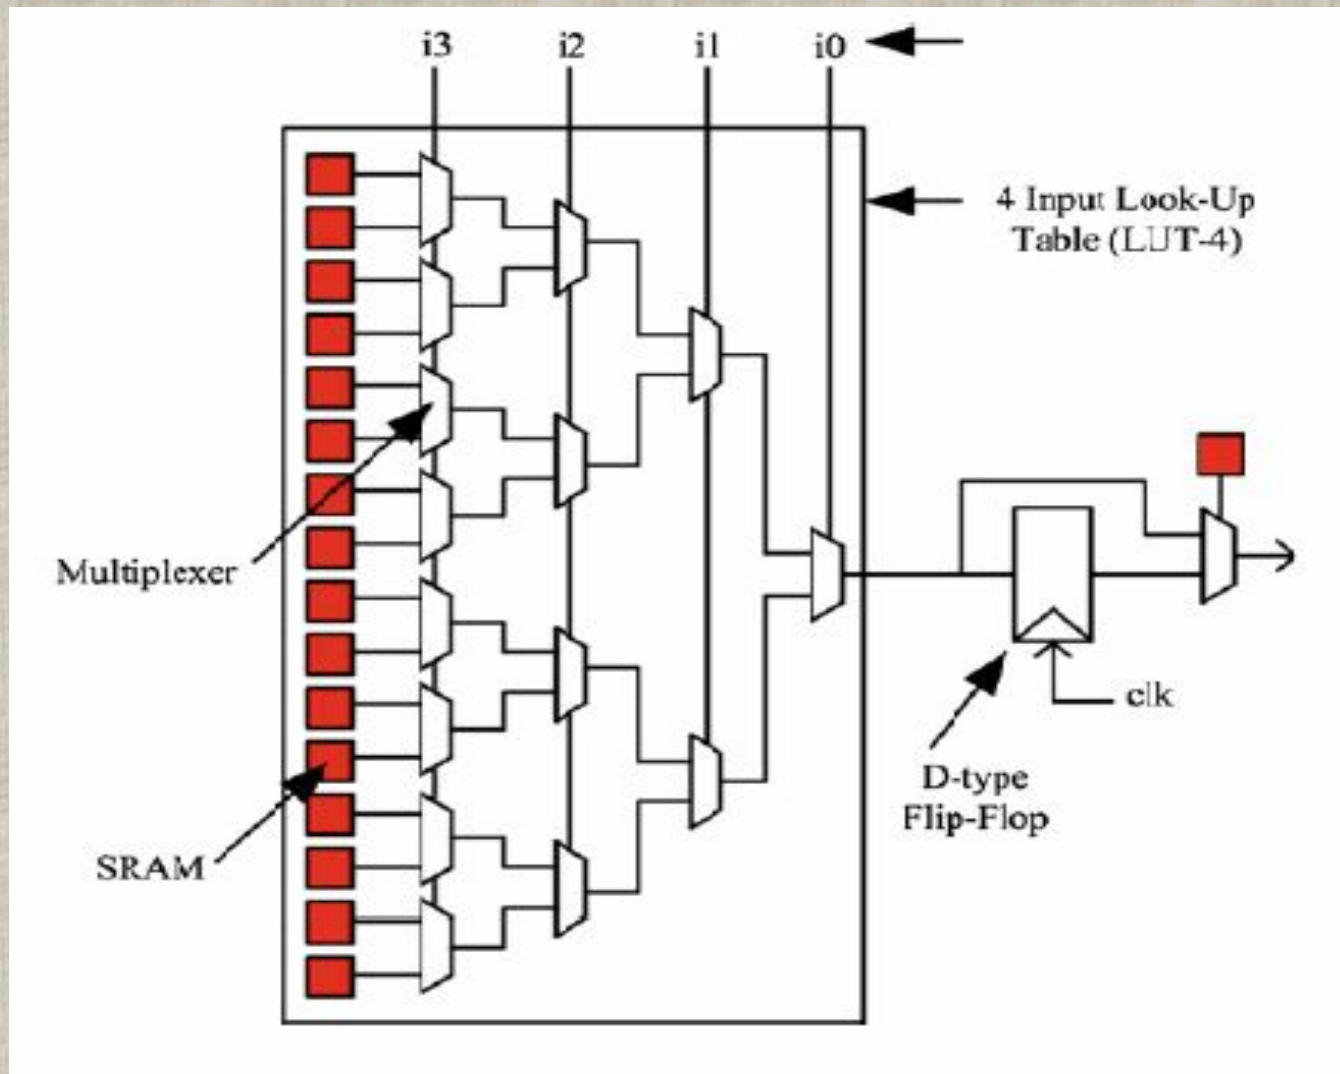 i3 i2 i1 i0
4 Input Look-Up
Table (LUT-4)
Multiplexer
clk
D-type
Flip-Flop
SRAM